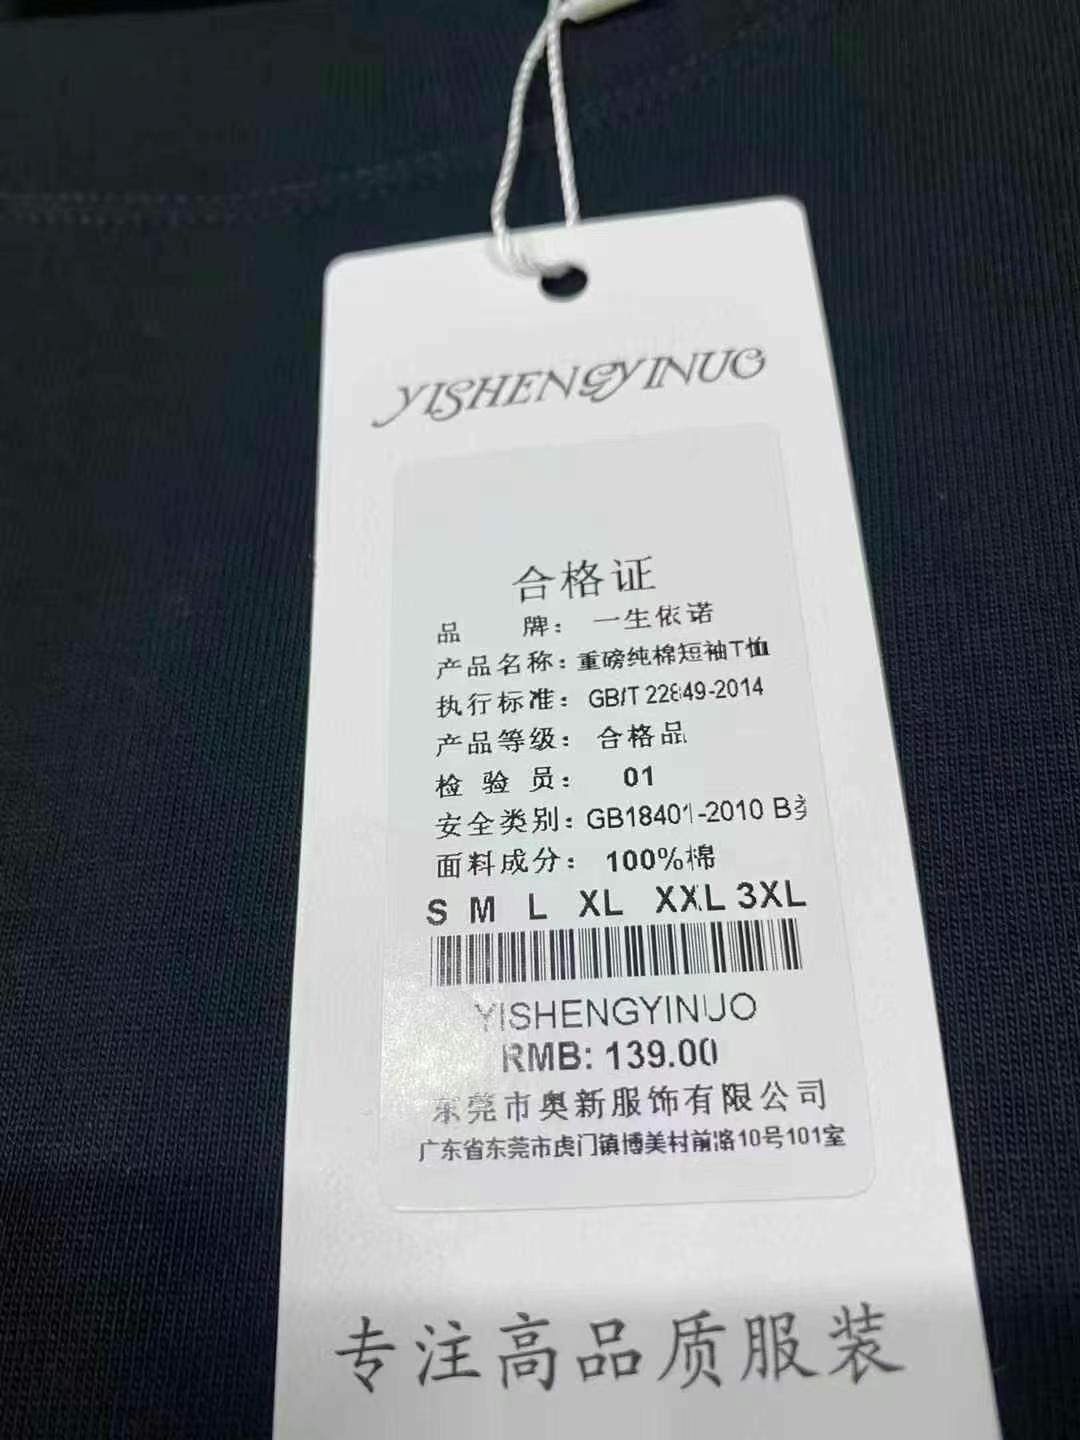 YISHENGYINUO
合格证
品 牌：一生依诺
产品名称：重磅纯棉短袖T恤
执行标准：GB/T 22849-2014
产品等级：合格品
检 验 员：01
安全类别：GB18401-2010 B类
面料成分：100%棉
S M L XL XXL 3XL
YISHENGYINUO
RMB: 139.00
东莞市奥新服饰有限公司
广东省东莞市虎门镇博美村前路10号101室
专注高品质服装